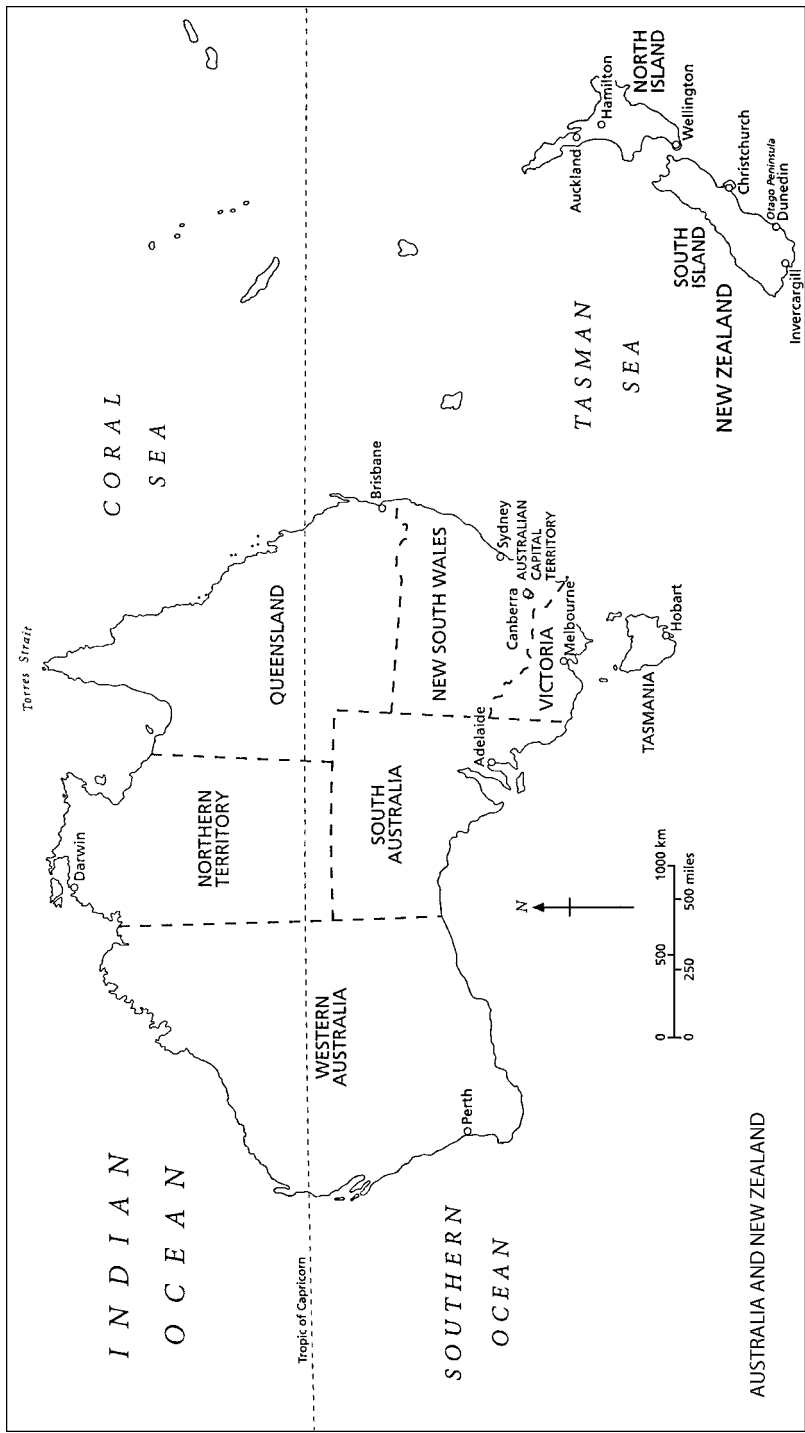 Torres Strait
CORAL
SEA
INDIAN
OCEAN
Darwin
NORTHERN
TERRITORY
QUEENSLAND
Tropic of Capricorn
WESTERN
AUSTRALIA
SOUTH
AUSTRALIA
Brisbane
NEW SOUTH WALES
Perth
Adelaide
Sydney
Canberra
AUSTRALIAN
CAPITAL
TERRITORY
VICTORIA
Melbourne
SOUTHERN
OCEAN
TASMANIA
Hobart
TASMAN
SEA
Auckland
Hamilton
NORTH
ISLAND
Wellington
SOUTH
ISLAND
Christchurch
Otago Peninsula
Dunedin
Invercargill
NEW ZEALAND
N
0 500 1000 km
0 250 500 miles
AUSTRALIA AND NEW ZEALAND